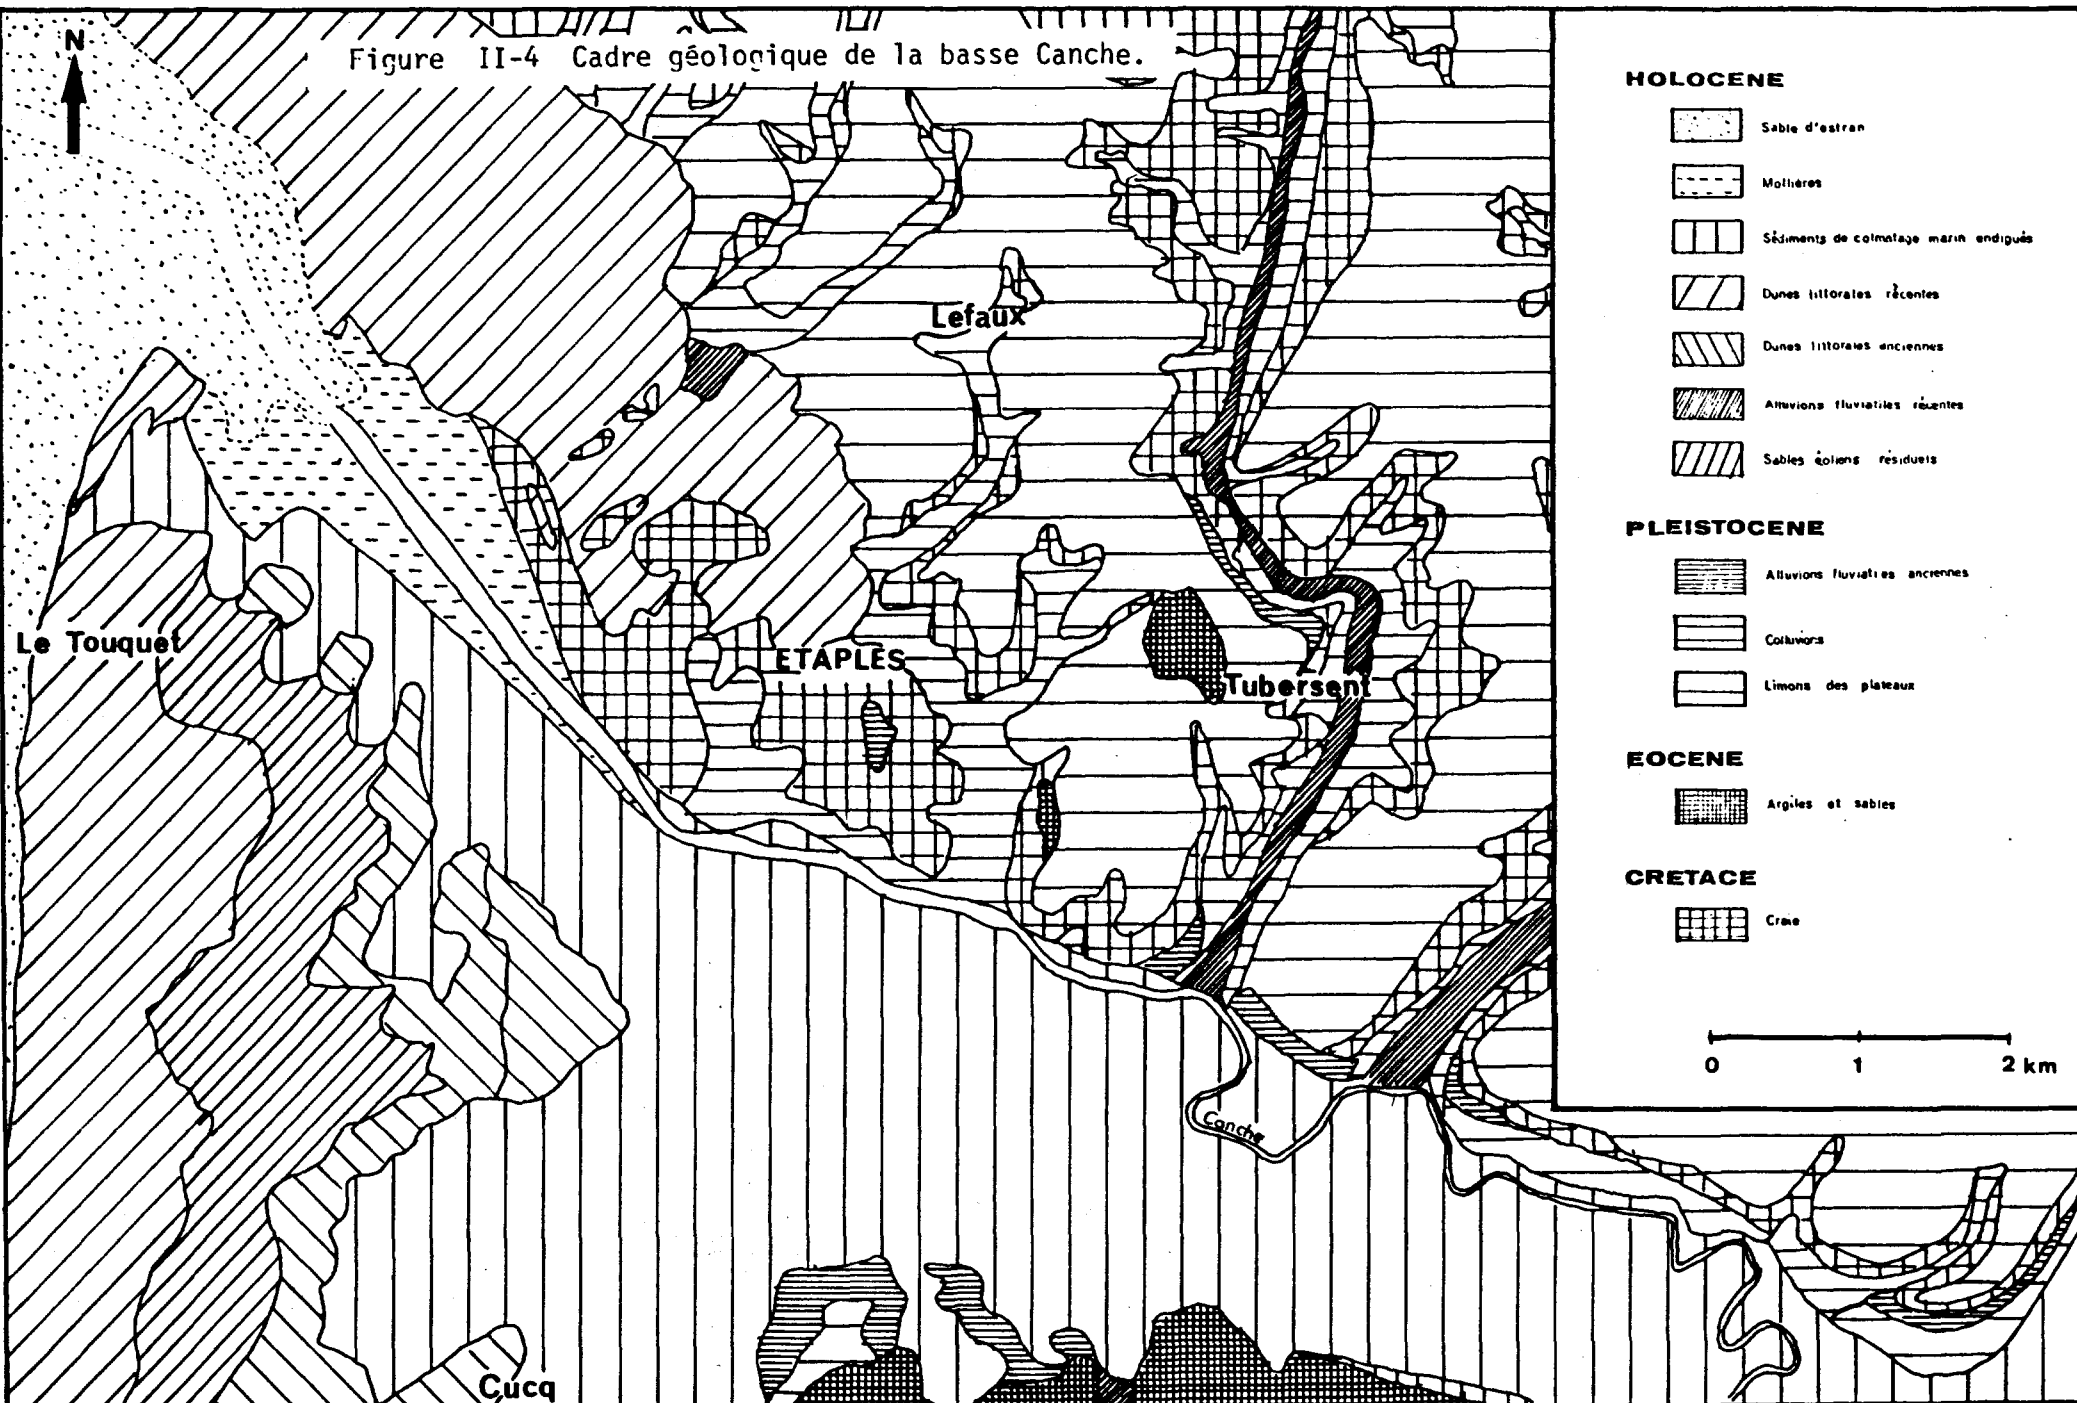 Figure II-4 Cadre géologique de la basse Canche.
N
Lefaux
Le Touquet
ETAPLES
Tubersent
Canche
Cucq
HOLOCENE
Sable d'estran
Mollières
Sédiments de colmatage marin endigués
Dunes littorales récentes
Dunes littorales anciennes
Alluvions fluviatiles récentes
Sables éoliens résiduels
PLEISTOCENE
Alluvions fluviatiles anciennes
Colluvions
Limons des plateaux
EOCENE
Argiles et sables
CRETACE
Craie
0 1 2 km